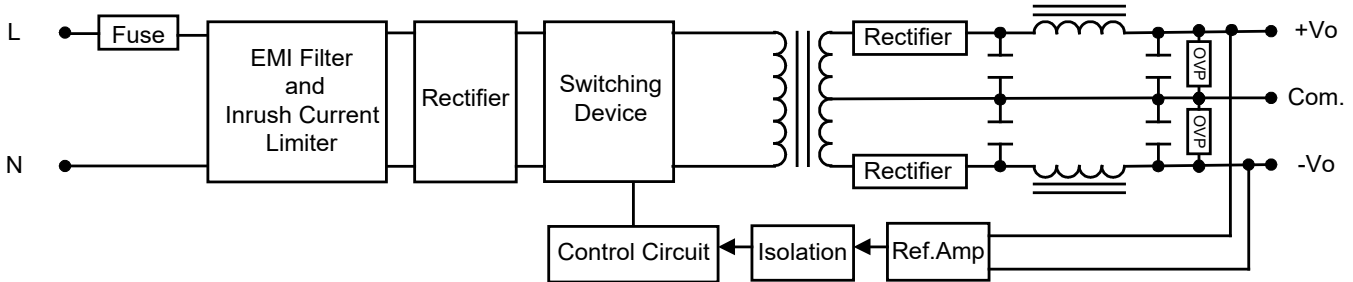 L
Fuse
EMI Filter
and
Inrush Current
Limiter
Rectifier
Switching
Device
Rectifier
OVP
+Vo
Com.
N
Rectifier
OVP
-Vo
Control Circuit
Isolation
Ref.Amp